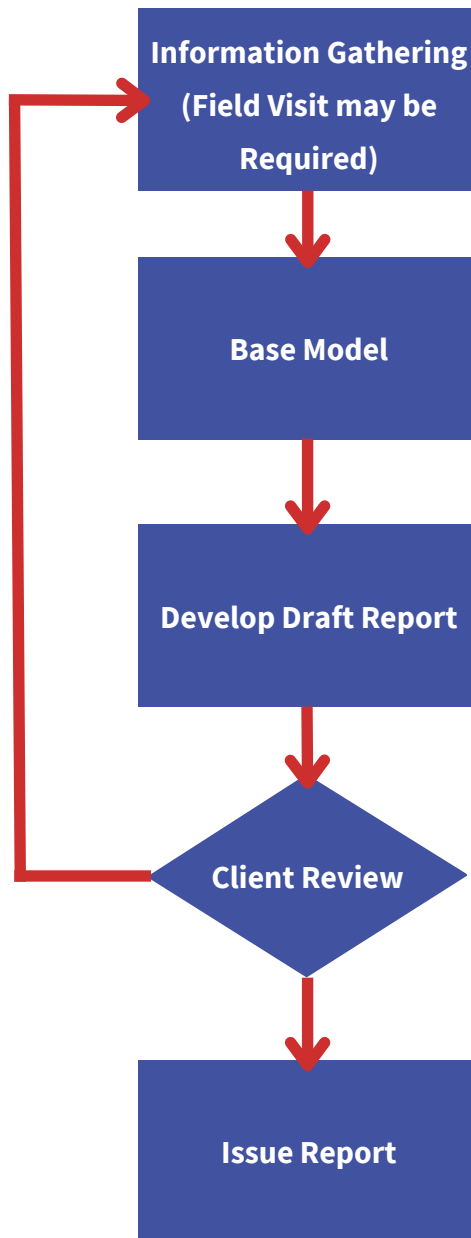 Information Gathering
(Field Visit may be
Required)
Base Model
Develop Draft Report
Client Review
Issue Report